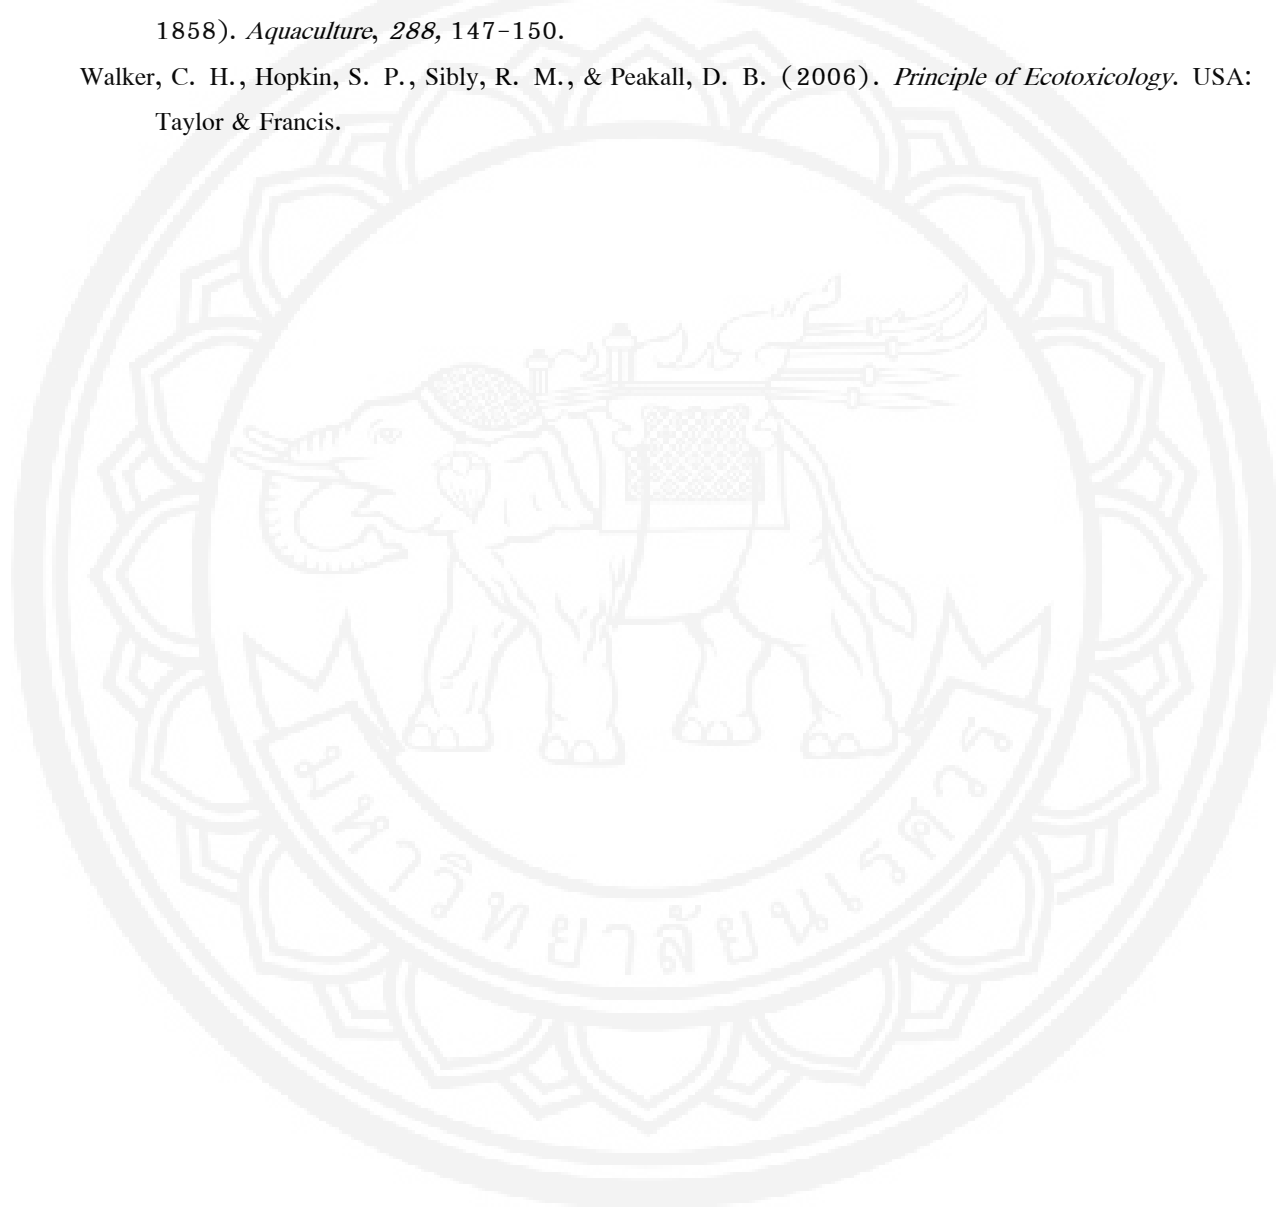 1858). Aquaculture, 288, 147-150.
Walker, C. H., Hopkin, S. P., Sibly, R. M., & Peakall, D. B. (2006). Principle of Ecotoxicology. USA:
Taylor & Francis.
มหาวิทยาลัยนเรศวร